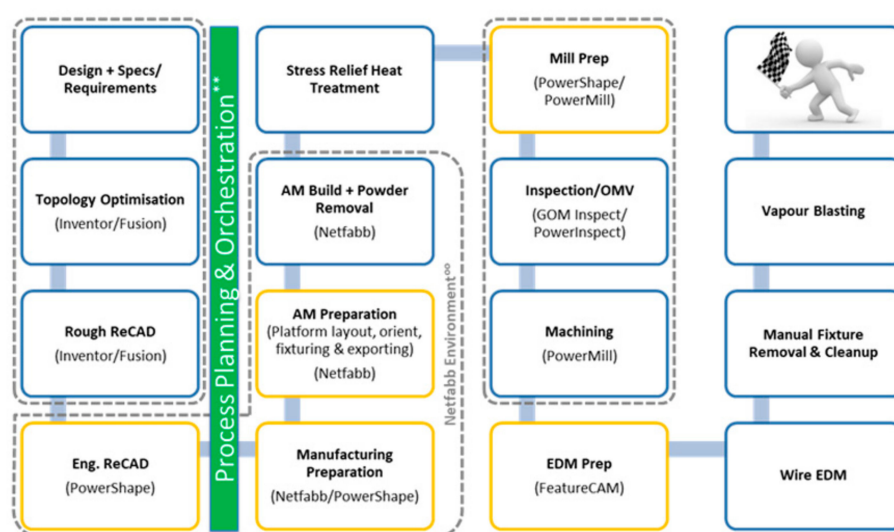 Design + Specs/
Requirements
Topology Optimisation
(Inventor/Fusion)
Rough ReCAD
(Inventor/Fusion)
Eng. ReCAD
(PowerShape)
Process Planning & Orchestration**
Stress Relief Heat
Treatment
AM Build + Powder
Removal
(Netfabb)
AM Preparation
(Platform layout, orient,
fixturing & exporting)
(Netfabb)
Manufacturing
Preparation
(Netfabb/PowerShape)
Netfabb Environment°°
Mill Prep
(PowerShape/
PowerMill)
Inspection/OMV
(GOM Inspect/
PowerInspect)
Machining
(PowerMill)
EDM Prep
(FeatureCAM)
Vapour Blasting
Manual Fixture
Removal & Cleanup
Wire EDM